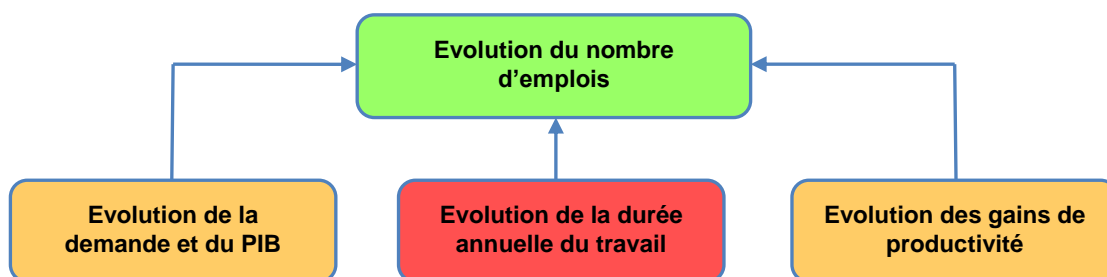 Evolution du nombre
d’emplois
Evolution de la
demande et du PIB
Evolution de la durée
annuelle du travail
Evolution des gains de
productivité